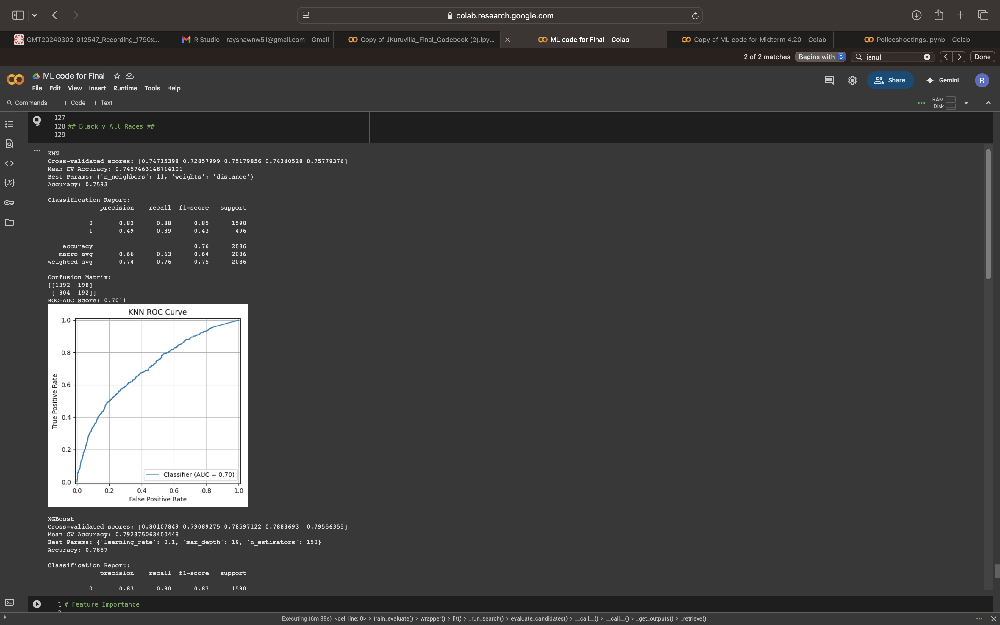 colab.research.google.com
GMT20240302-012547_Recording_1790x...
R Studio - rayshawnw51@gmail.com - Gmail
Copy of JKuruvilla_Final_Codebook (2).ipy...
ML code for Final - Colab
Copy of ML code for Midterm 4.20 - Colab
Policeshootings.ipynb - Colab
2 of 2 matches Begins with isnull Done
ML code for Final
Share Gemini R
File Edit View Insert Runtime Tools Help
Commands + Code + Text
RAM
Disk
127
128 ## Black v All Races ##
129
KNN
Cross-validated scores: [0.74715398 0.72857999 0.75179856 0.74340528 0.75779376]
Mean CV Accuracy: 0.7457463148714101
Best Params: {'n_neighbors': 11, 'weights': 'distance'}
Accuracy: 0.7593
Classification Report:
precision recall f1-score support
0 0.82 0.88 0.85 1590
1 0.49 0.39 0.43 496
accuracy 0.76 2086
macro avg 0.66 0.63 0.64 2086
weighted avg 0.74 0.76 0.75 2086
Confusion Matrix:
[[1392 198]
[ 304 192]]
ROC-AUC Score: 0.7011
KNN ROC Curve
1.0
0.8
0.6
0.4
0.2
0.0
True Positive Rate
Classifier (AUC = 0.70)
0.0 0.2 0.4 0.6 0.8 1.0
False Positive Rate
XGBoost
Cross-validated scores: [0.80107849 0.79089275 0.78597122 0.7883693 0.79556355]
Mean CV Accuracy: 0.792375063400448
Best Params: {'learning_rate': 0.1, 'max_depth': 19, 'n_estimators': 150}
Accuracy: 0.7857
Classification Report:
precision recall f1-score support
0 0.83 0.90 0.87 1590
1 # Feature Importance
Executing (6m 38s) <cell line: 0> > train_evaluate() > wrapper() > fit() > _run_search() > evaluate_candidates() > __call__() > __call__() > _get_outputs() > _retrieve()